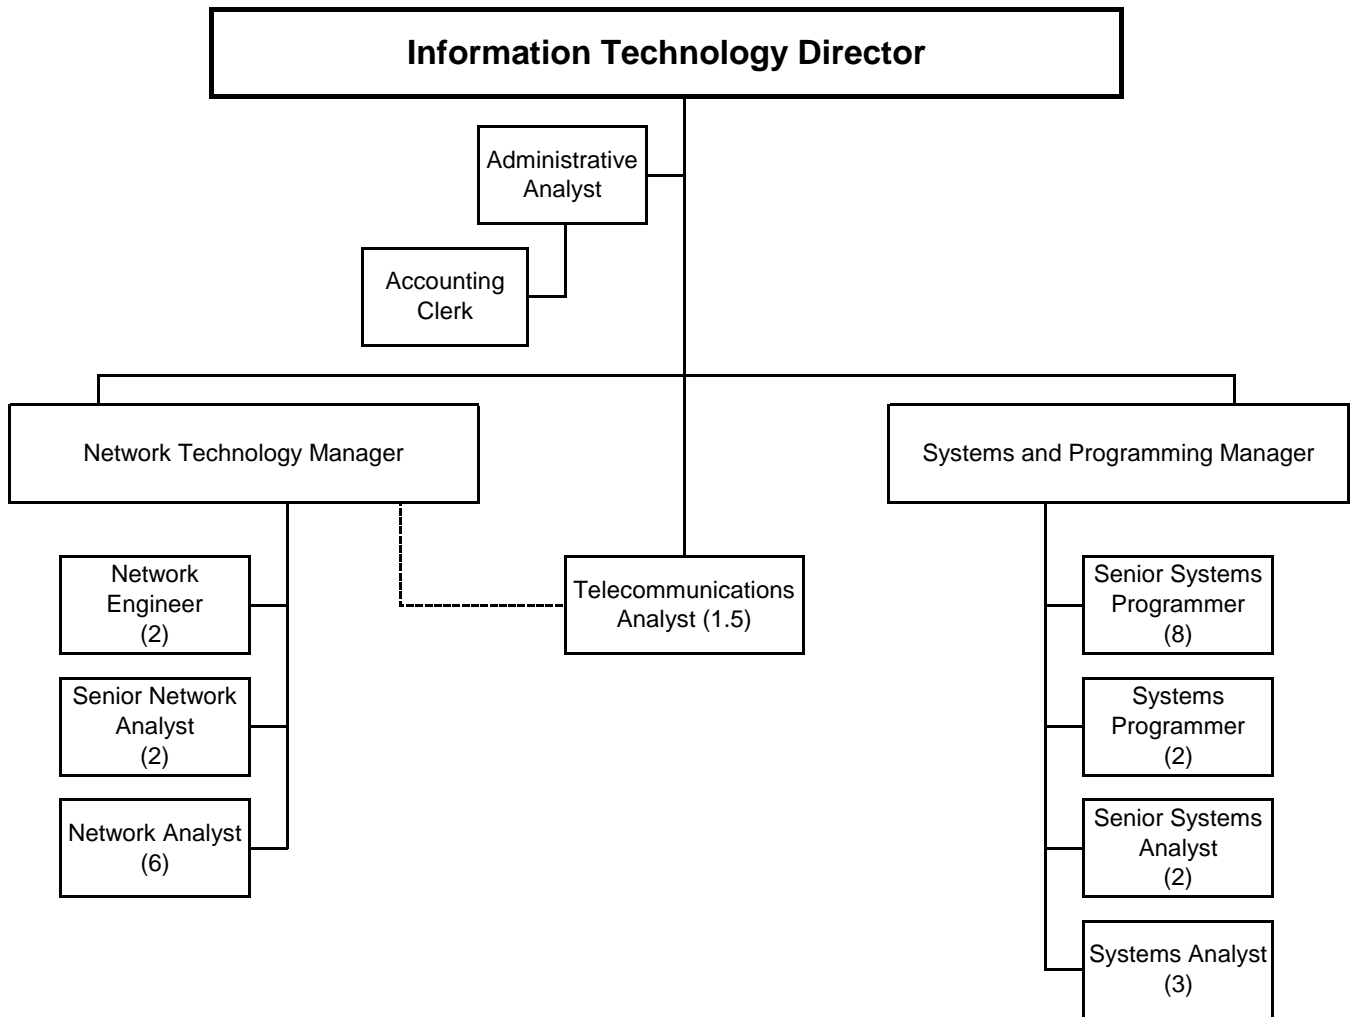 Information Technology Director
Administrative
Analyst
Accounting
Clerk
Network Technology Manager
Systems and Programming Manager
Network
Engineer
(2)
Telecommunications
Analyst (1.5)
Senior Systems
Programmer
(8)
Senior Network
Analyst
(2)
Systems
Programmer
(2)
Network Analyst
(6)
Senior Systems
Analyst
(2)
Systems Analyst
(3)